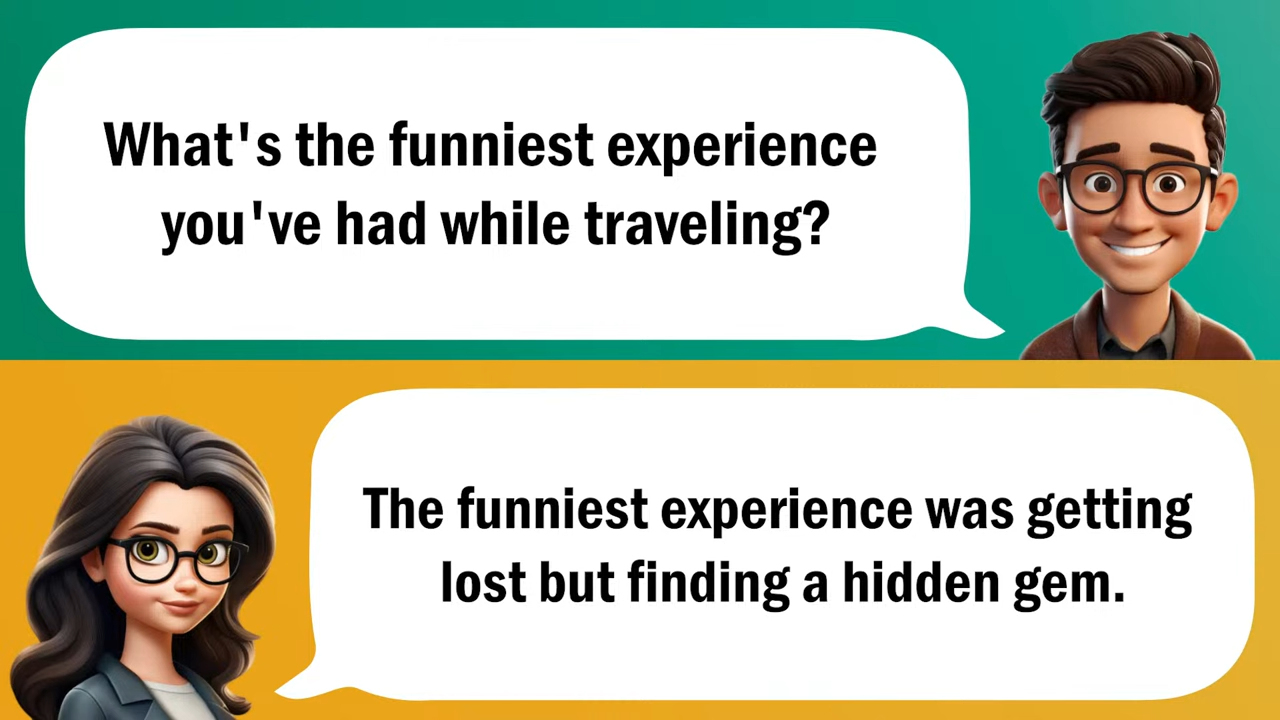 What's the funniest experience
you've had while traveling?
The funniest experience was getting
lost but finding a hidden gem.